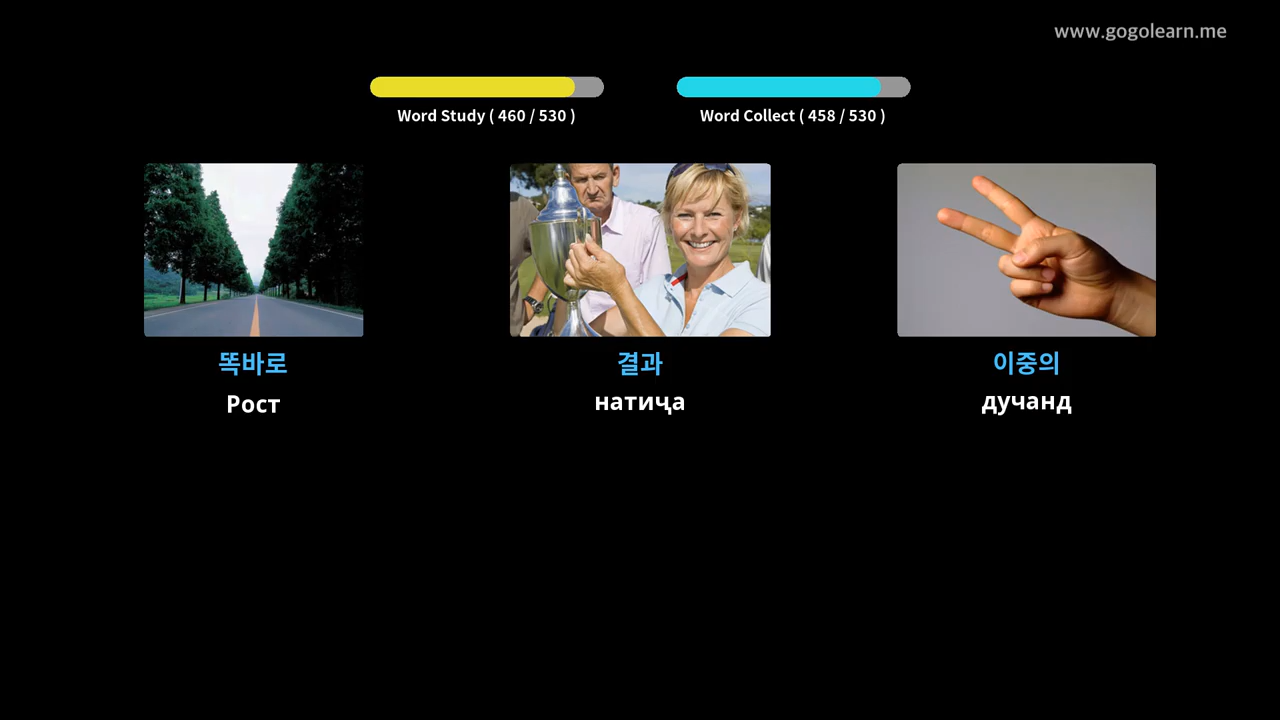 www.gogolearn.me
Word Study ( 460 / 530 )
Word Collect ( 458 / 530 )
똑바로
결과
이중의
Рост
натиҷа
дучанд